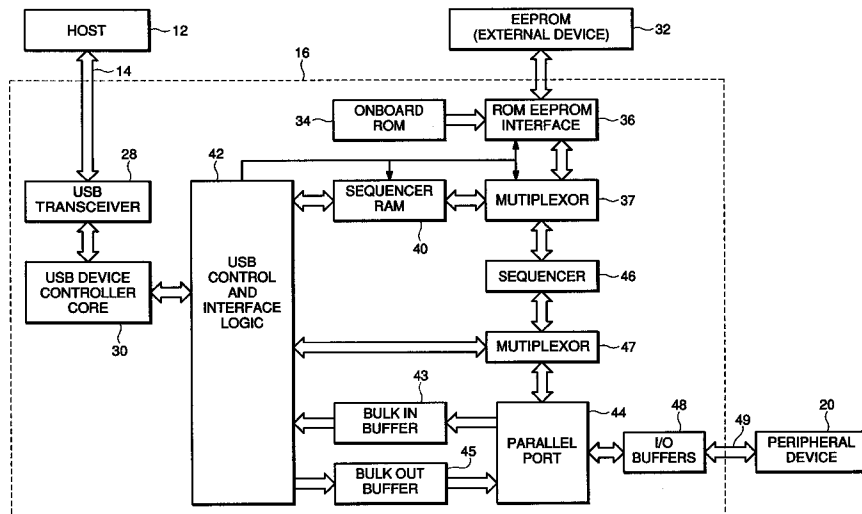 HOST
12
EEPROM
(EXTERNAL DEVICE)
32
14
16
ONBOARD
ROM
34
ROM EEPROM
INTERFACE
36
28
42
USB
TRANSCEIVER
SEQUENCER
RAM
40
MUTIPLEXOR
37
USB DEVICE
CONTROLLER
CORE
30
USB
CONTROL
AND
INTERFACE
LOGIC
SEQUENCER
46
MUTIPLEXOR
47
43
BULK IN
BUFFER
44
PARALLEL
PORT
48
I/O
BUFFERS
49
20
PERIPHERAL
DEVICE
45
BULK OUT
BUFFER